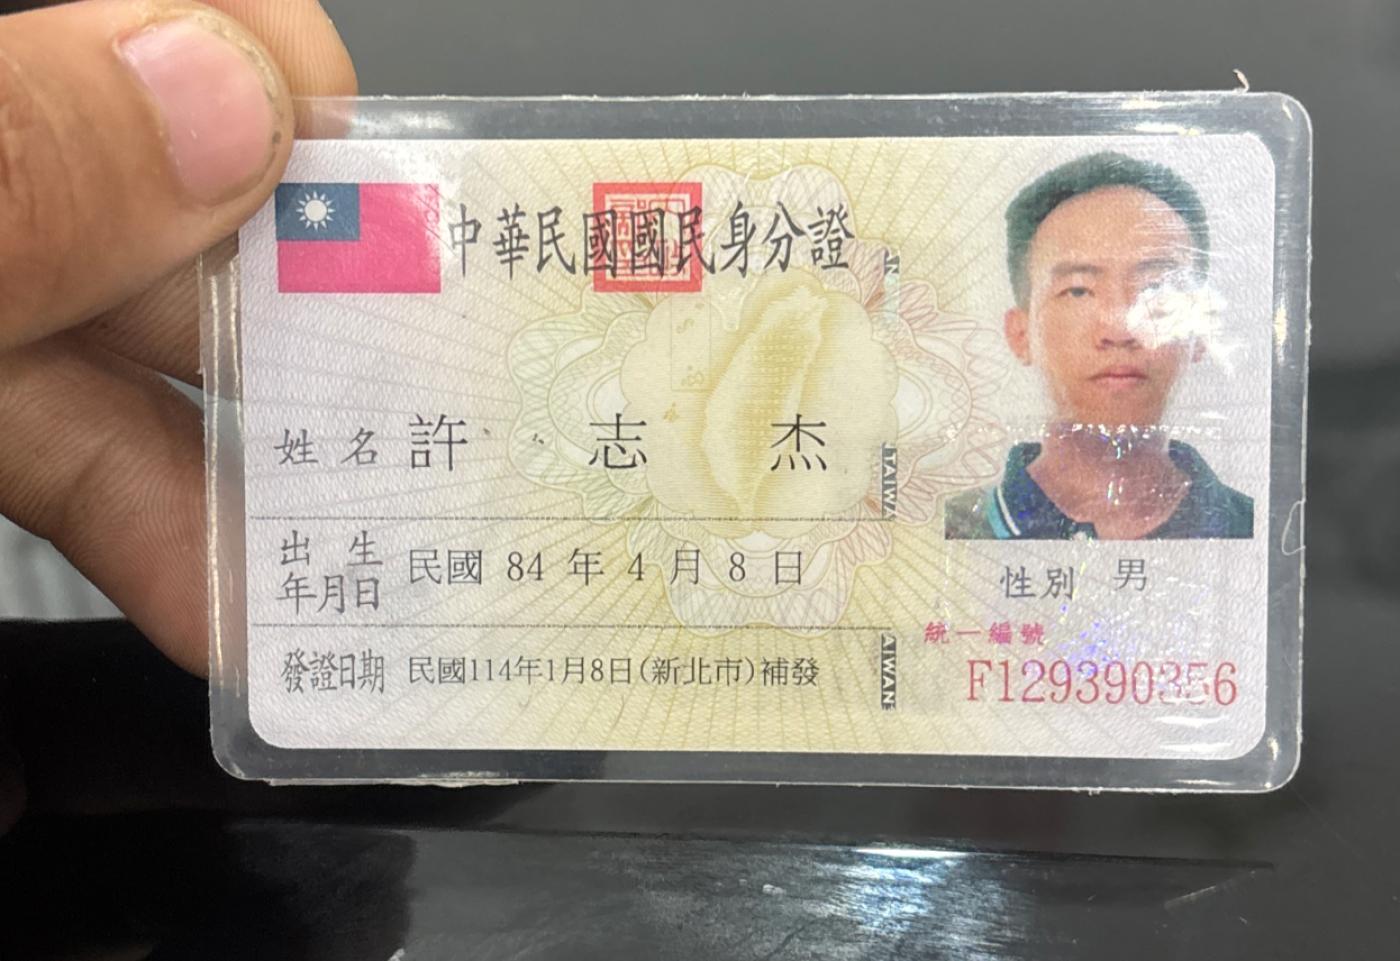 中華民國國民身分證
姓名 許 志 杰
出生年月日 民國 84 年 4 月 8 日
性別 男
發證日期 民國114年1月8日(新北市)補發
統一編號
F129390356
TAIWAN